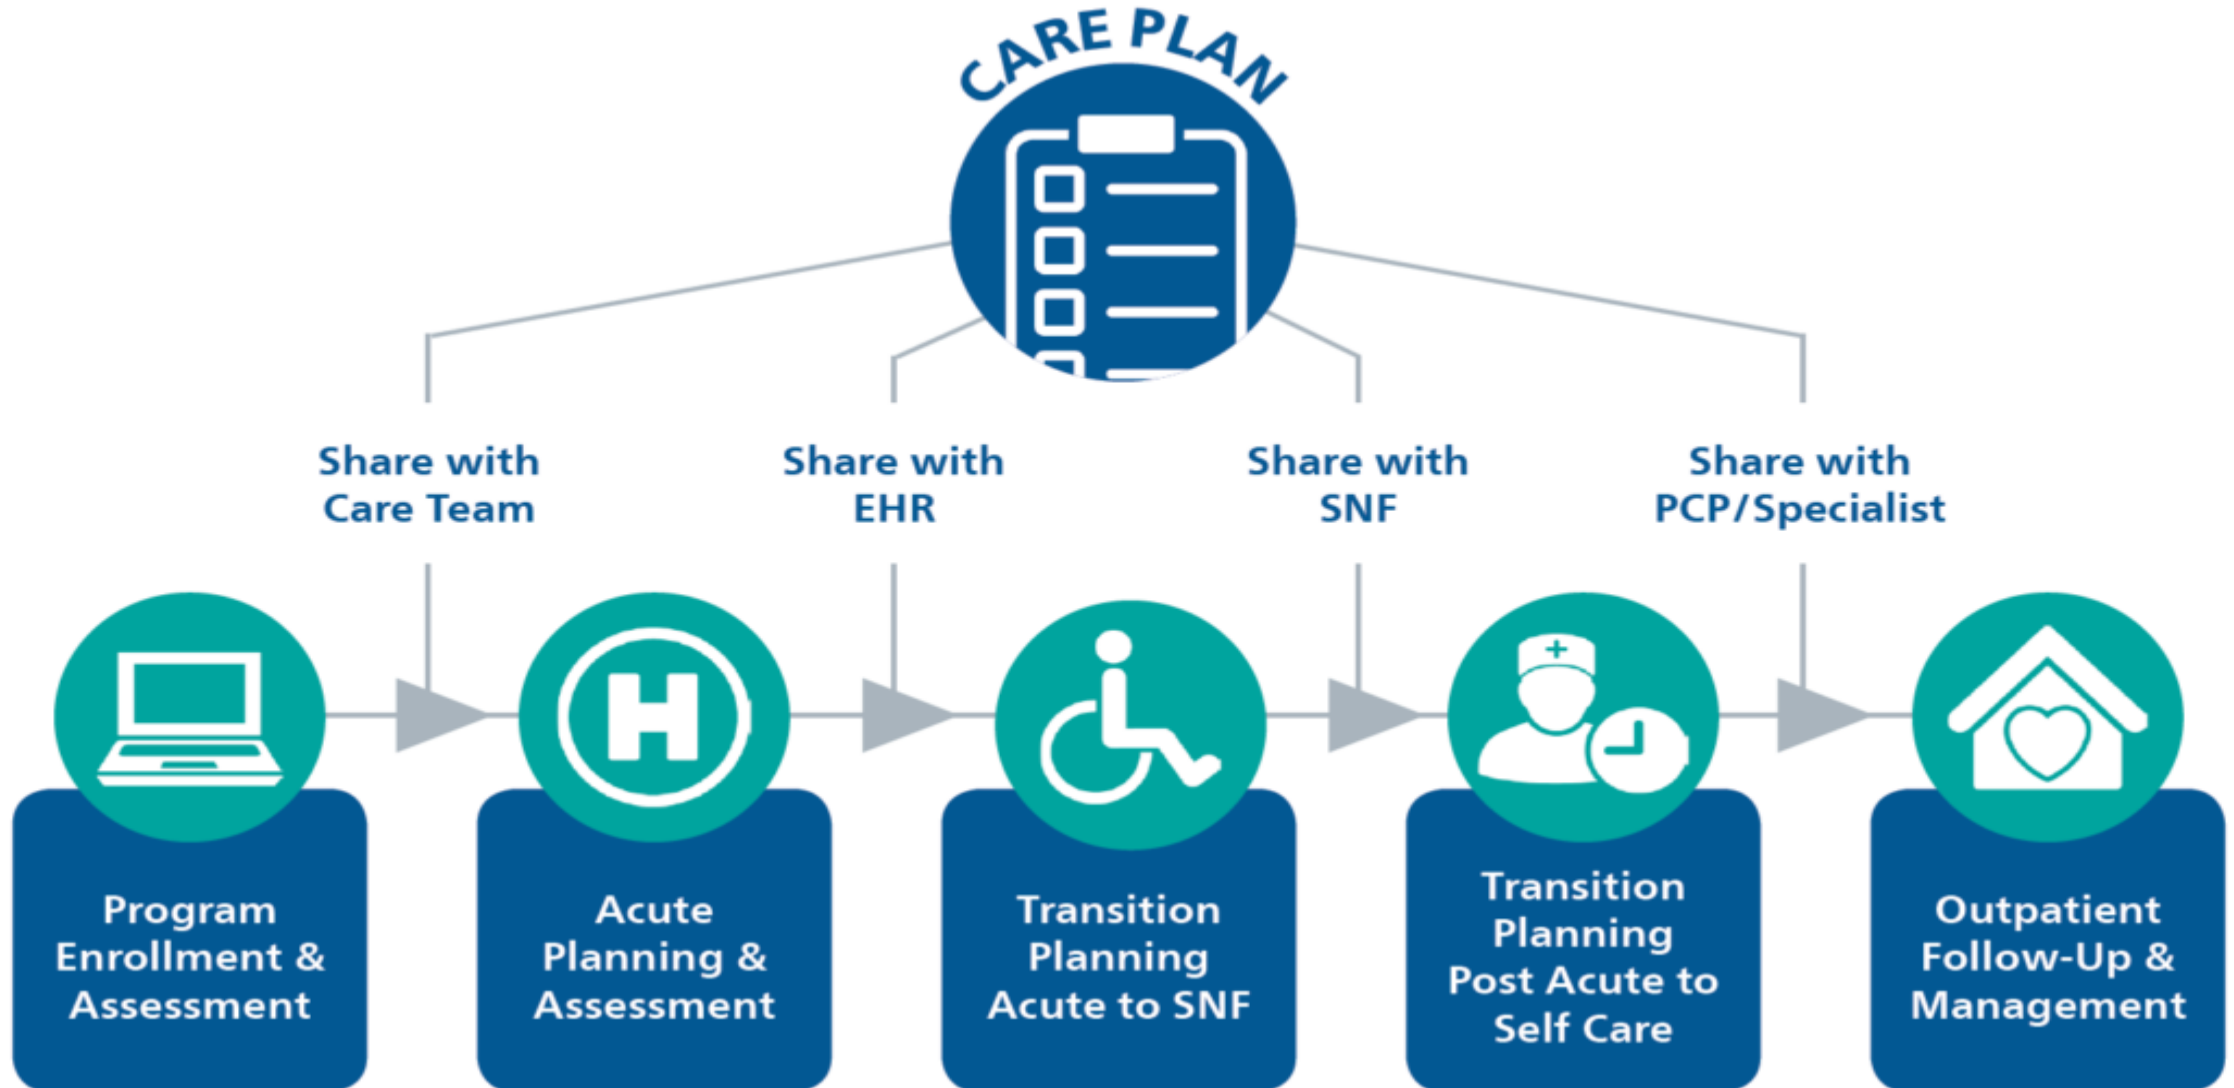 CARE PLAN
Share with
Care Team
Share with
EHR
Share with
SNF
Share with
PCP/Specialist
H
Program
Enrollment &
Assessment
Acute
Planning &
Assessment
Transition
Planning
Acute to SNF
Transition
Planning
Post Acute to
Self Care
Outpatient
Follow-Up &
Management